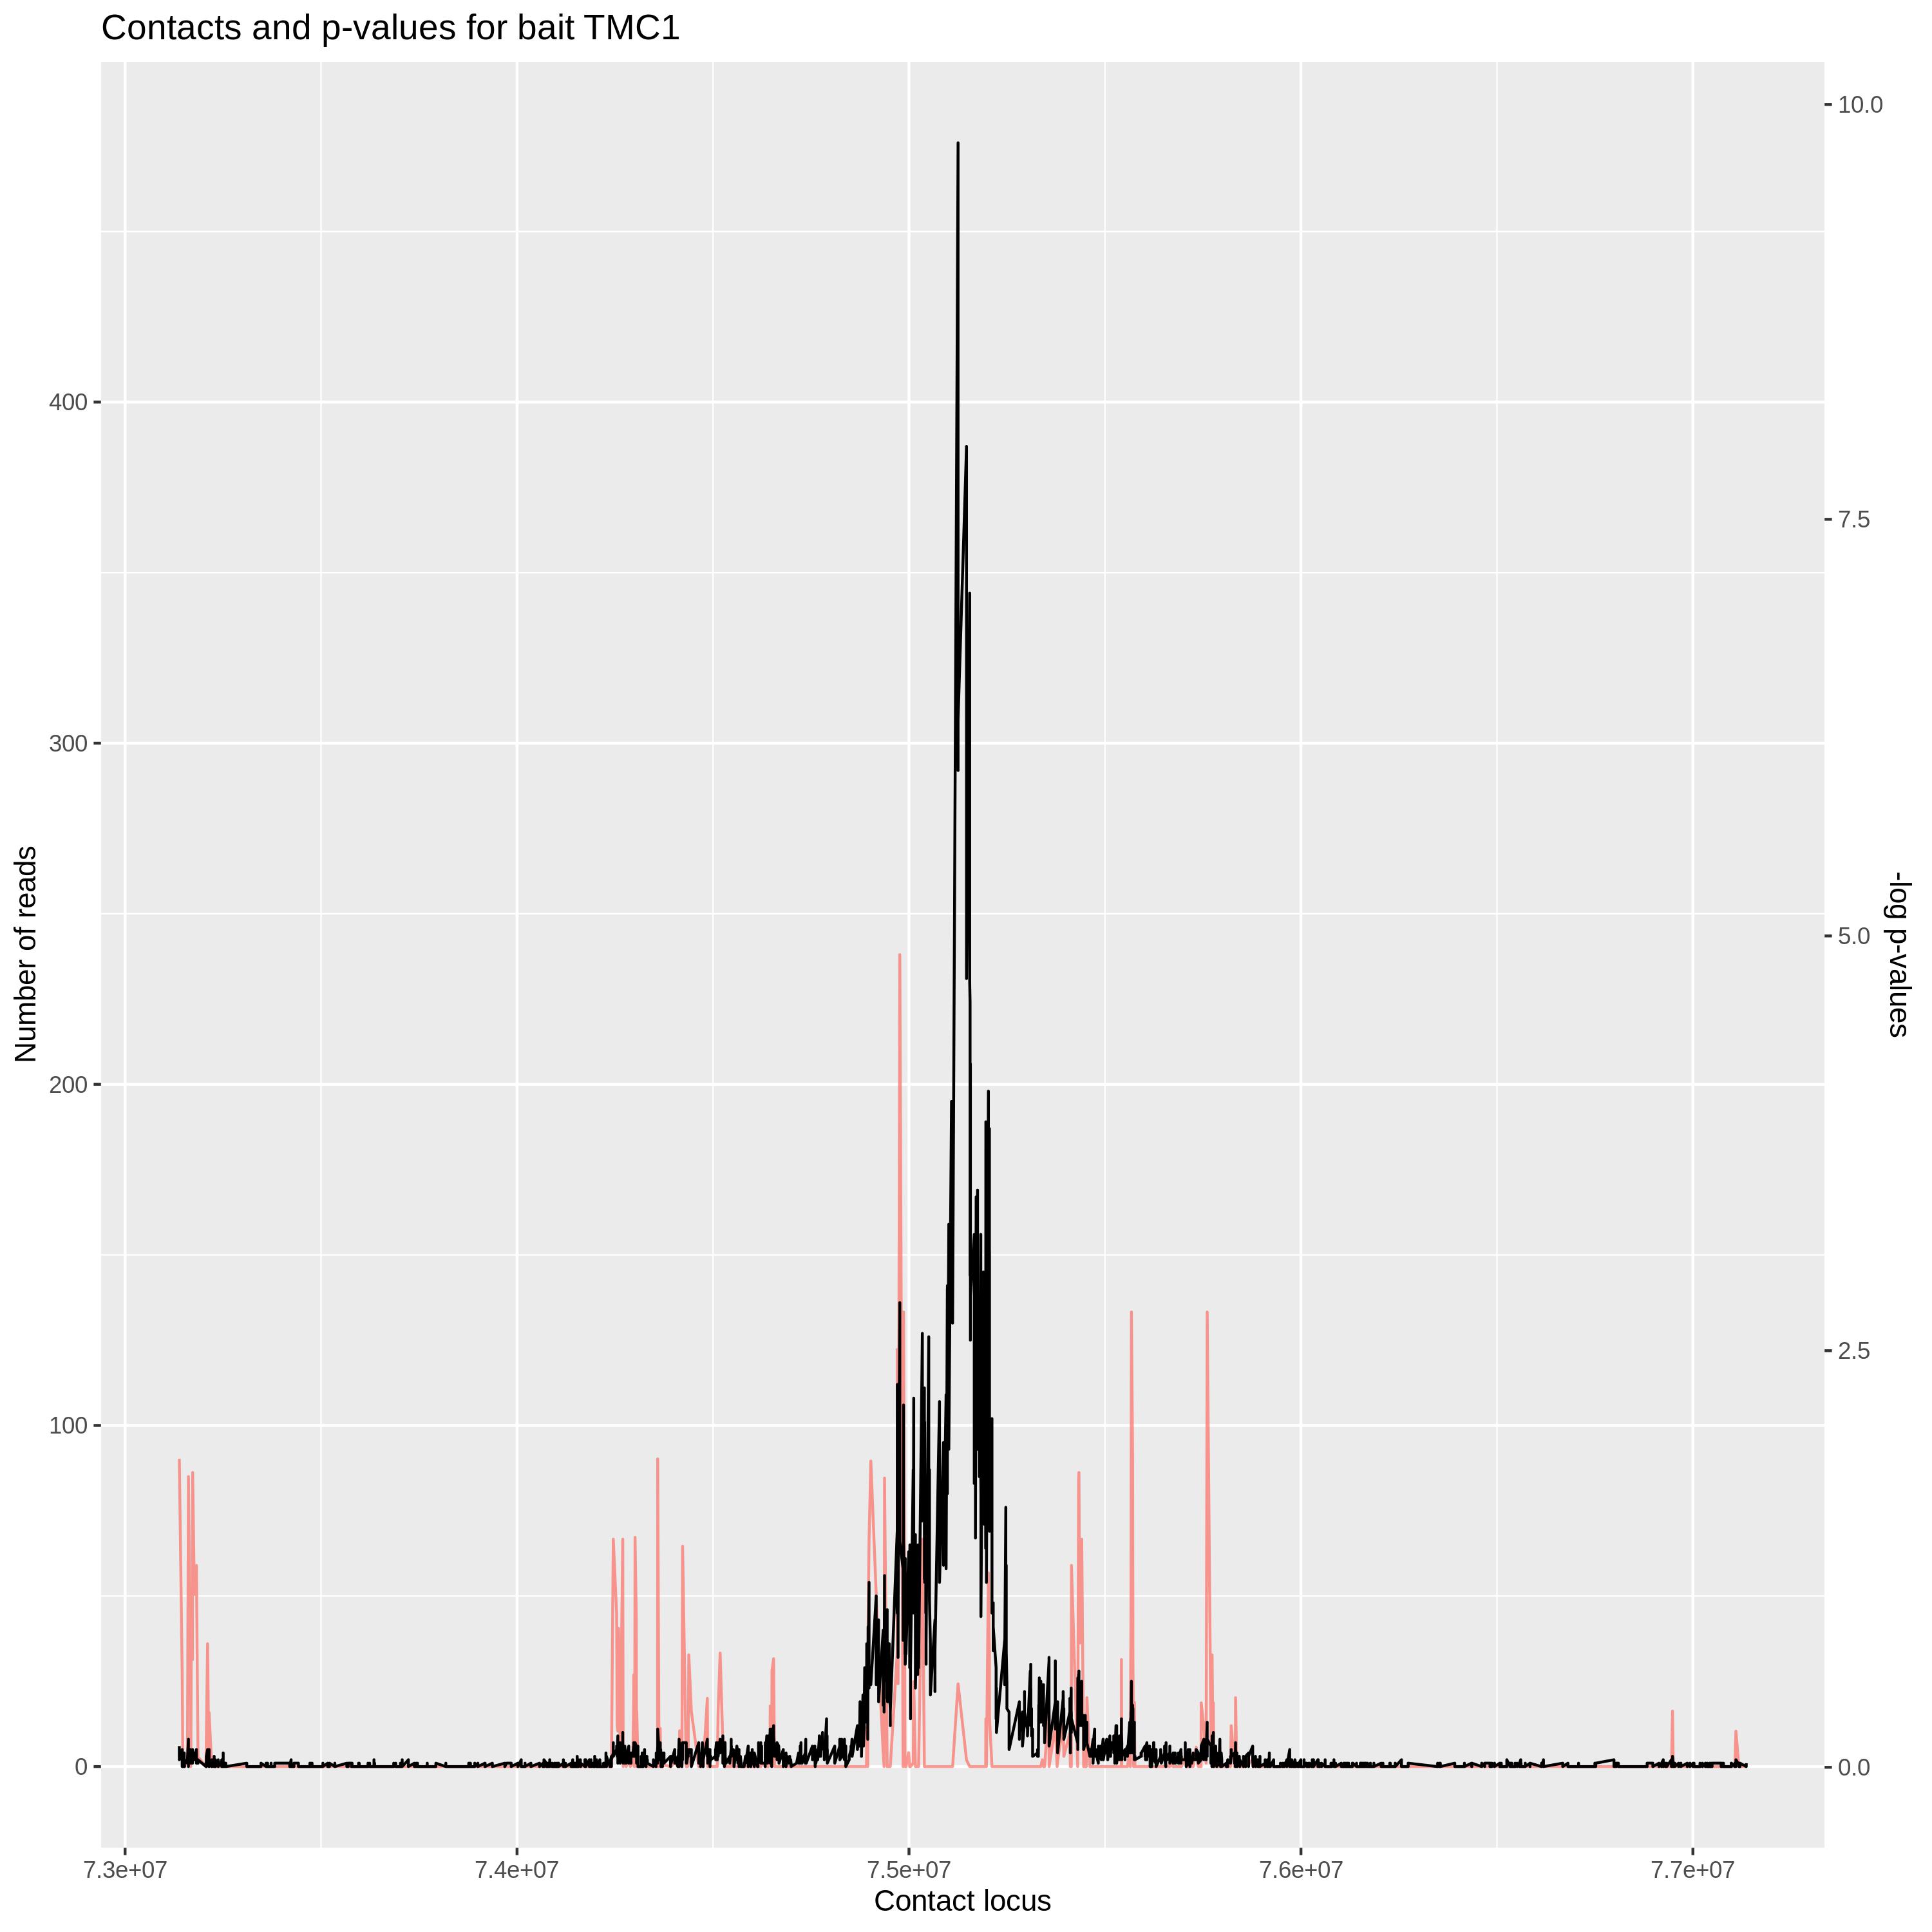 Contacts and p-values for bait TMC1
10.0
7.5
5.0
2.5
0.0
400
300
200
100
0
Number of reads
-log p-values
7.3e+07 7.4e+07 7.5e+07 7.6e+07 7.7e+07
Contact locus